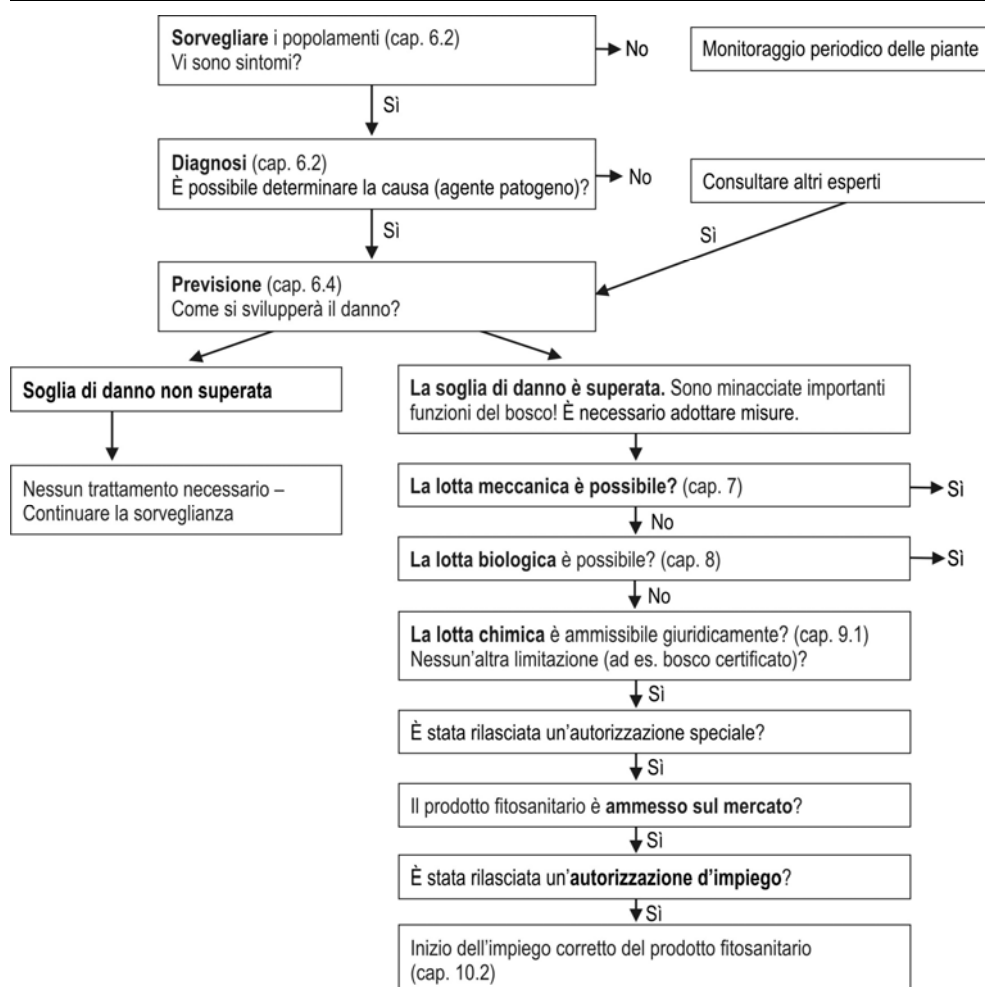 Sorvegliare i popolamenti (cap. 6.2)
Vi sono sintomi?
No
Monitoraggio periodico delle piante
Sì
Diagnosi (cap. 6.2)
È possibile determinare la causa (agente patogeno)?
No
Consultare altri esperti
Sì
Sì
Previsione (cap. 6.4)
Come si svilupperà il danno?
Soglia di danno non superata
Nessun trattamento necessario –
Continuare la sorveglianza
La soglia di danno è superata. Sono minacciate importanti
funzioni del bosco! È necessario adottare misure.
La lotta meccanica è possibile? (cap. 7)
Sì
No
La lotta biologica è possibile? (cap. 8)
Sì
No
La lotta chimica è ammissibile giuridicamente? (cap. 9.1)
Nessun’altra limitazione (ad es. bosco certificato)?
Sì
È stata rilasciata un’autorizzazione speciale?
Sì
Il prodotto fitosanitario è ammesso sul mercato?
Sì
È stata rilasciata un’autorizzazione d’impiego?
Sì
Inizio dell’impiego corretto del prodotto fitosanitario
(cap. 10.2)